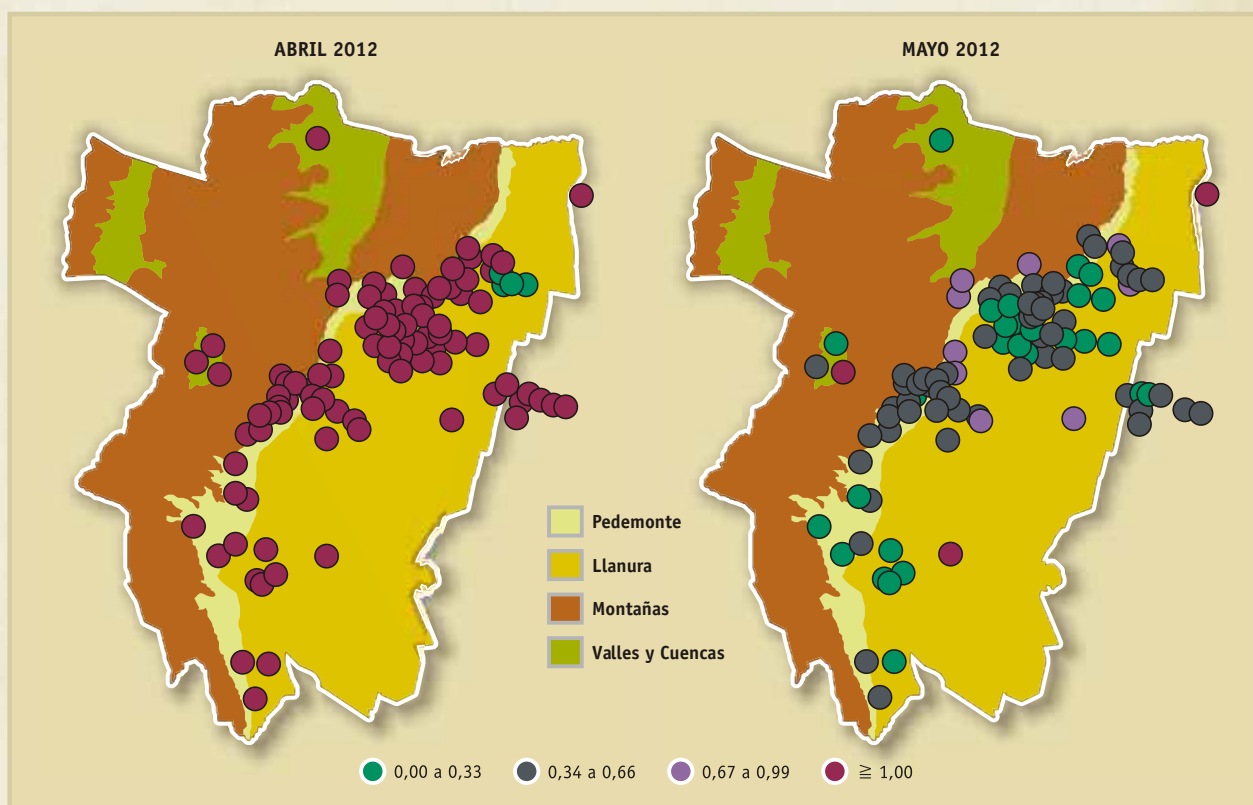 ABRIL 2012
MAYO 2012
Pedemonte
Llanura
Montañas
Valles y Cuencas
0,00 a 0,33
0,34 a 0,66
0,67 a 0,99
≧ 1,00